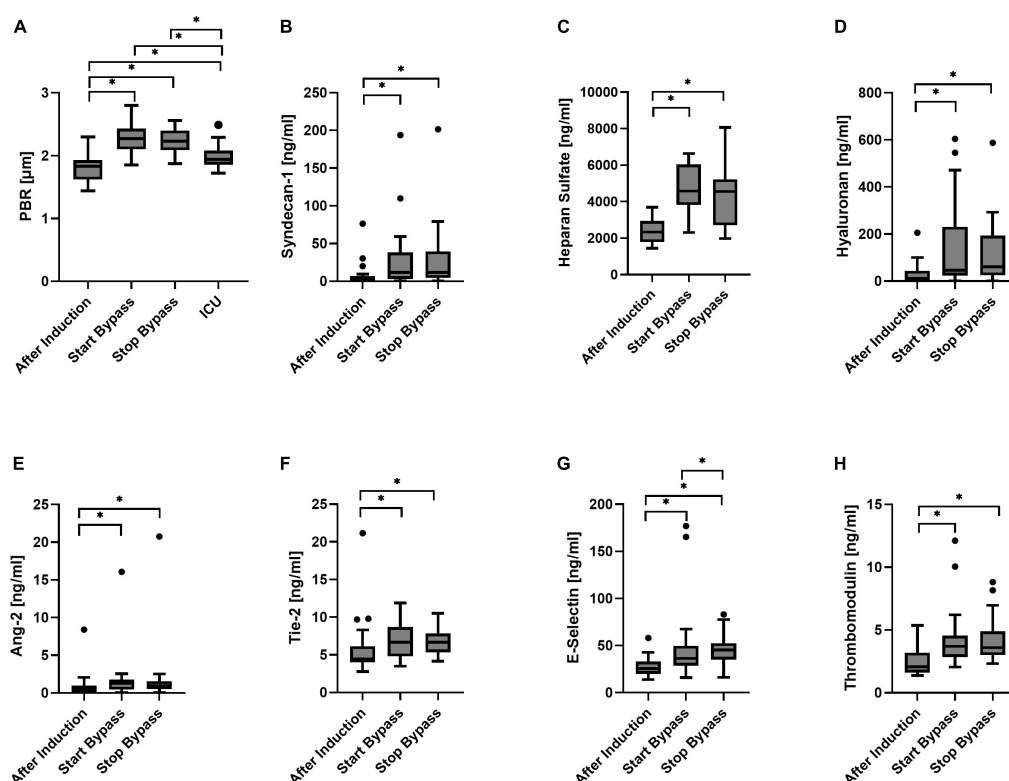 A
PBR [µm]
3
2
1
0
* * * * *
After Induction
Start Bypass
Stop Bypass
ICU
B
Syndecan-1 [ng/ml]
250
200
150
100
50
0
* *
After Induction
Start Bypass
Stop Bypass
C
Heparan Sulfate [ng/ml]
10000
8000
6000
4000
2000
0
* *
After Induction
Start Bypass
Stop Bypass
D
Hyaluronan [ng/ml]
800
600
400
200
0
* *
After Induction
Start Bypass
Stop Bypass
E
Ang-2 [ng/ml]
25
20
15
10
5
0
* *
After Induction
Start Bypass
Stop Bypass
F
Tie-2 [ng/ml]
25
20
15
10
5
0
* *
After Induction
Start Bypass
Stop Bypass
G
E-Selectin [ng/ml]
200
150
100
50
0
* * *
After Induction
Start Bypass
Stop Bypass
H
Thrombomodulin [ng/ml]
15
10
5
0
* *
After Induction
Start Bypass
Stop Bypass